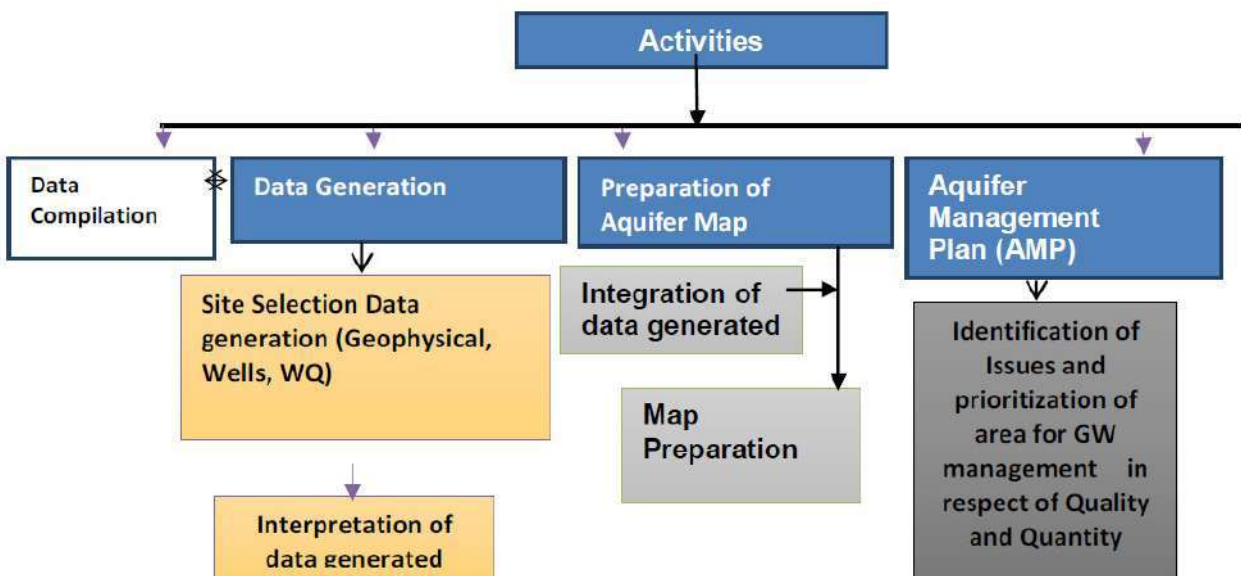 Activities
Data
Compilation
Data Generation
Preparation of
Aquifer Map
Aquifer
Management
Plan (AMP)
Site Selection Data
generation (Geophysical,
Wells, WQ)
Integration of
data generated
Identification of
Issues and
prioritization of
area for GW
management in
respect of Quality
and Quantity
Map
Preparation
Interpretation of
data generated